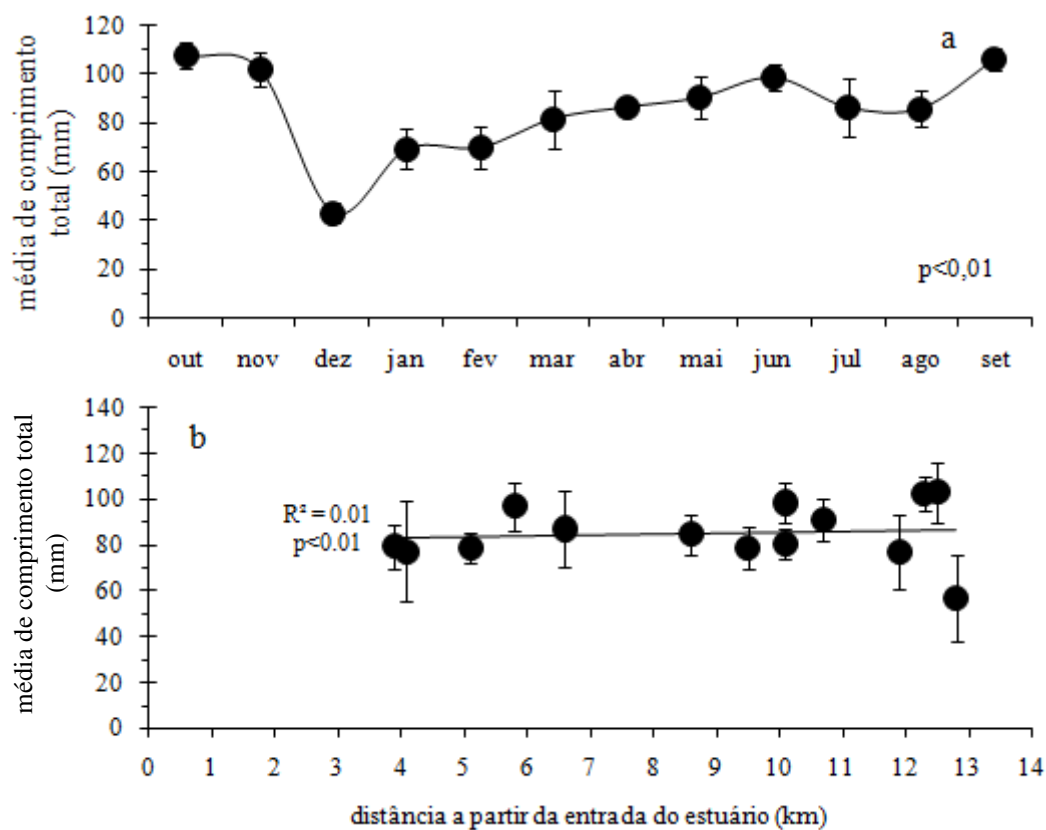 120
100
80
60
40
20
0
média de comprimento
total (mm)
a
p<0,01
out nov dez jan fev mar abr mai jun jul ago set
140
120
100
80
60
40
20
0
média de comprimento total
(mm)
b
R² = 0.01
p<0.01
0 1 2 3 4 5 6 7 8 9 10 11 12 13 14
distância a partir da entrada do estuário (km)